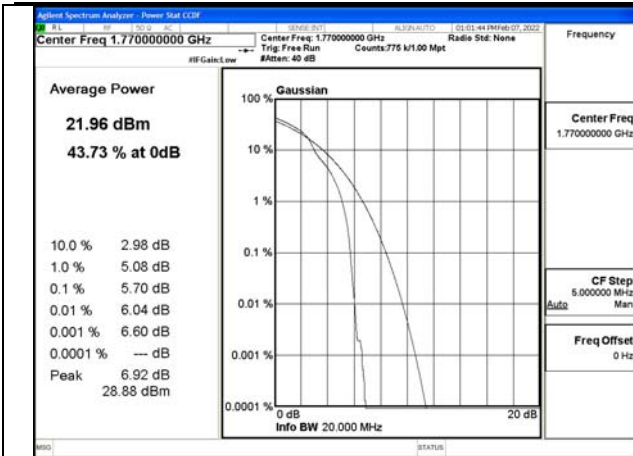 Agilent Spectrum Analyzer - Power Stat CCDF
RL RF 50 Ω AC SENSE:INT ALIGNAUTO 01:01:44 PM Feb 07, 2022
Center Freq 1.770000000 GHz
Center Freq: 1.770000000 GHz Radio Std: None
Trig: Free Run Counts:775 k/1.00 Mpt
#IFGain:Low #Atten: 40 dB
Frequency
Average Power
21.96 dBm
43.73 % at 0dB
10.0 % 2.98 dB
1.0 % 5.08 dB
0.1 % 5.70 dB
0.01 % 6.04 dB
0.001 % 6.60 dB
0.0001 % --- dB
Peak 6.92 dB
28.88 dBm
Gaussian
100 %
10 %
1 %
0.1 %
0.01 %
0.001 %
0.0001 %
0 dB 20 dB
Info BW 20.000 MHz
Center Freq
1.770000000 GHz
CF Step
5.000000 MHz
Auto Man
Freq Offset
0 Hz
MSG STATUS